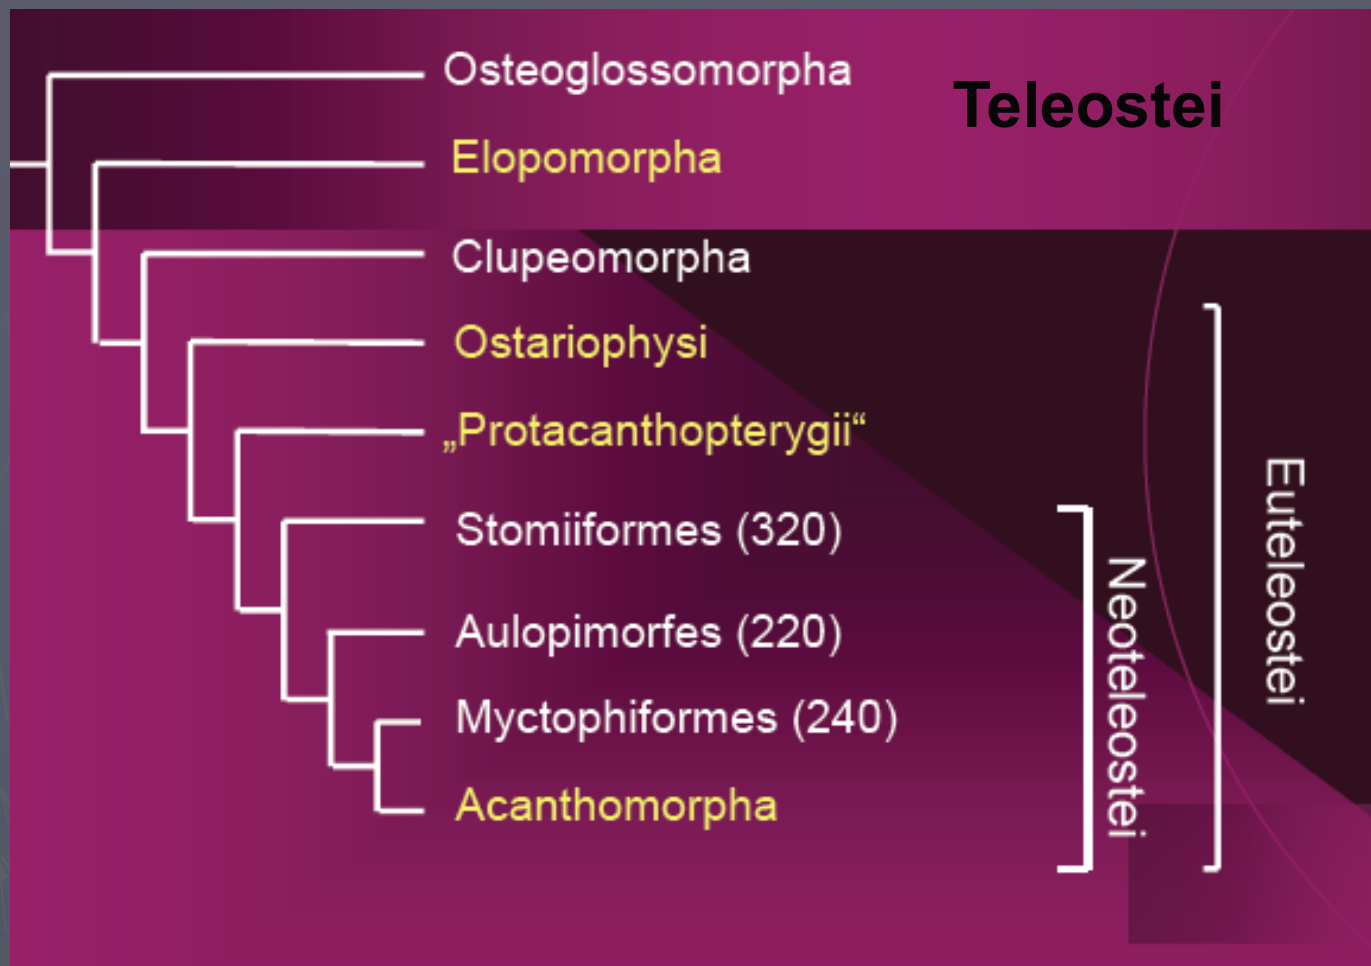 Teleostei
Osteoglossomorpha
Elopomorpha
Clupeomorpha
Ostariophysi
„Protacanthopterygii“
Stomiiformes (320)
Aulopimorfes (220)
Myctophiformes (240)
Acanthomorpha
Neoteleostei
Euteleostei